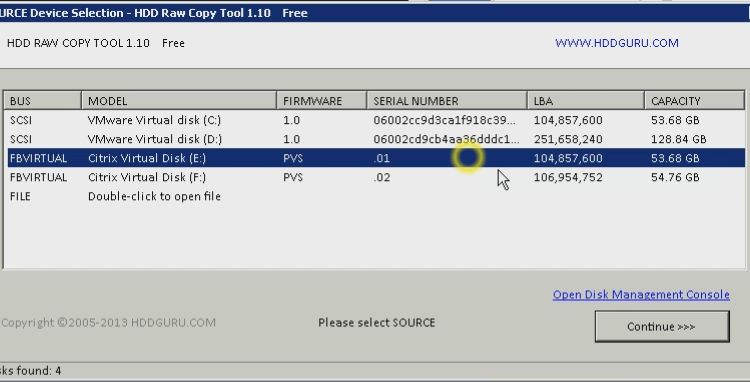 URCE Device Selection - HDD Raw Copy Tool 1.10 Free
HDD RAW COPY TOOL 1.10 Free WWW.HDDGURU.COM
BUS MODEL FIRMWARE SERIAL NUMBER LBA CAPACITY
SCSI VMware Virtual disk (C:) 1.0 06002cc9d3ca1f918c39... 104,857,600 53.68 GB
SCSI VMware Virtual disk (D:) 1.0 06002cd9cb4aa36dddc1... 251,658,240 128.84 GB
FBVIRTUAL Citrix Virtual Disk (E:) PVS .01 104,857,600 53.68 GB
FBVIRTUAL Citrix Virtual Disk (F:) PVS .02 106,954,752 54.76 GB
FILE Double-click to open file
Open Disk Management Console
Copyright ©2005-2013 HDDGURU.COM Please select SOURCE Continue >>>
sks found: 4